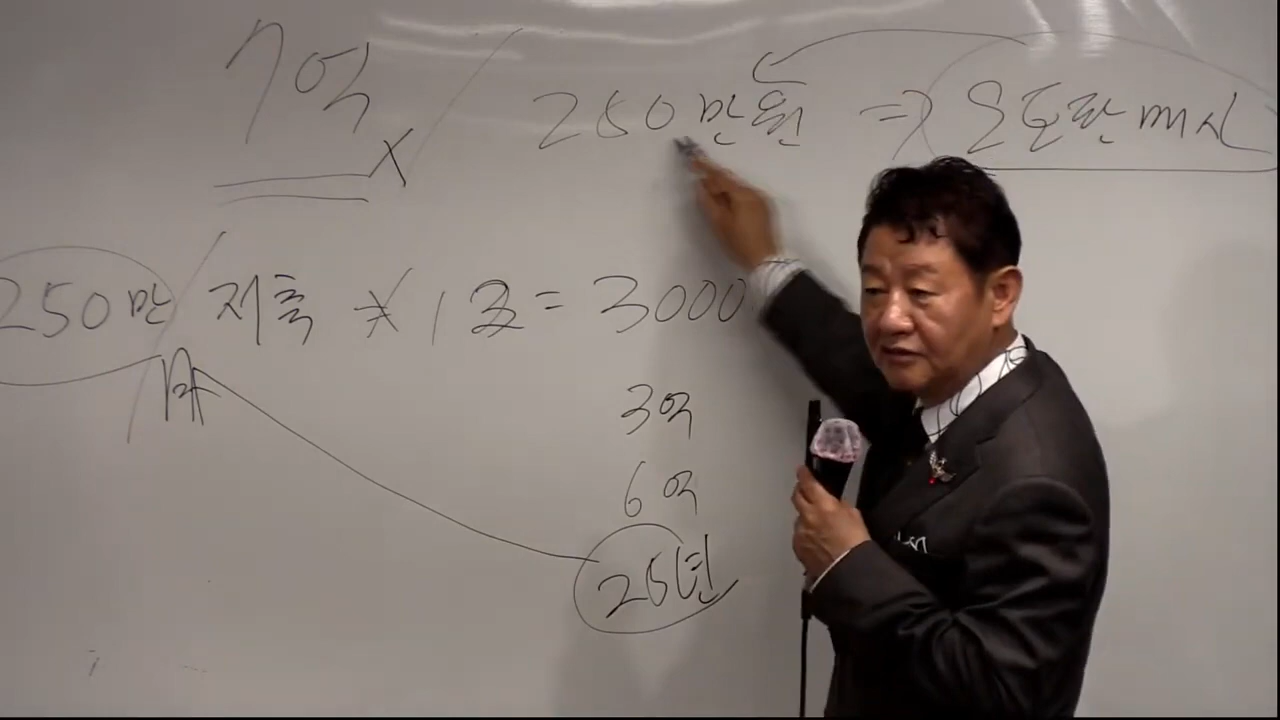 7억 x
250만원 => 오토판매시
250만 저축 * 12 = 3000
3억
6억
25년